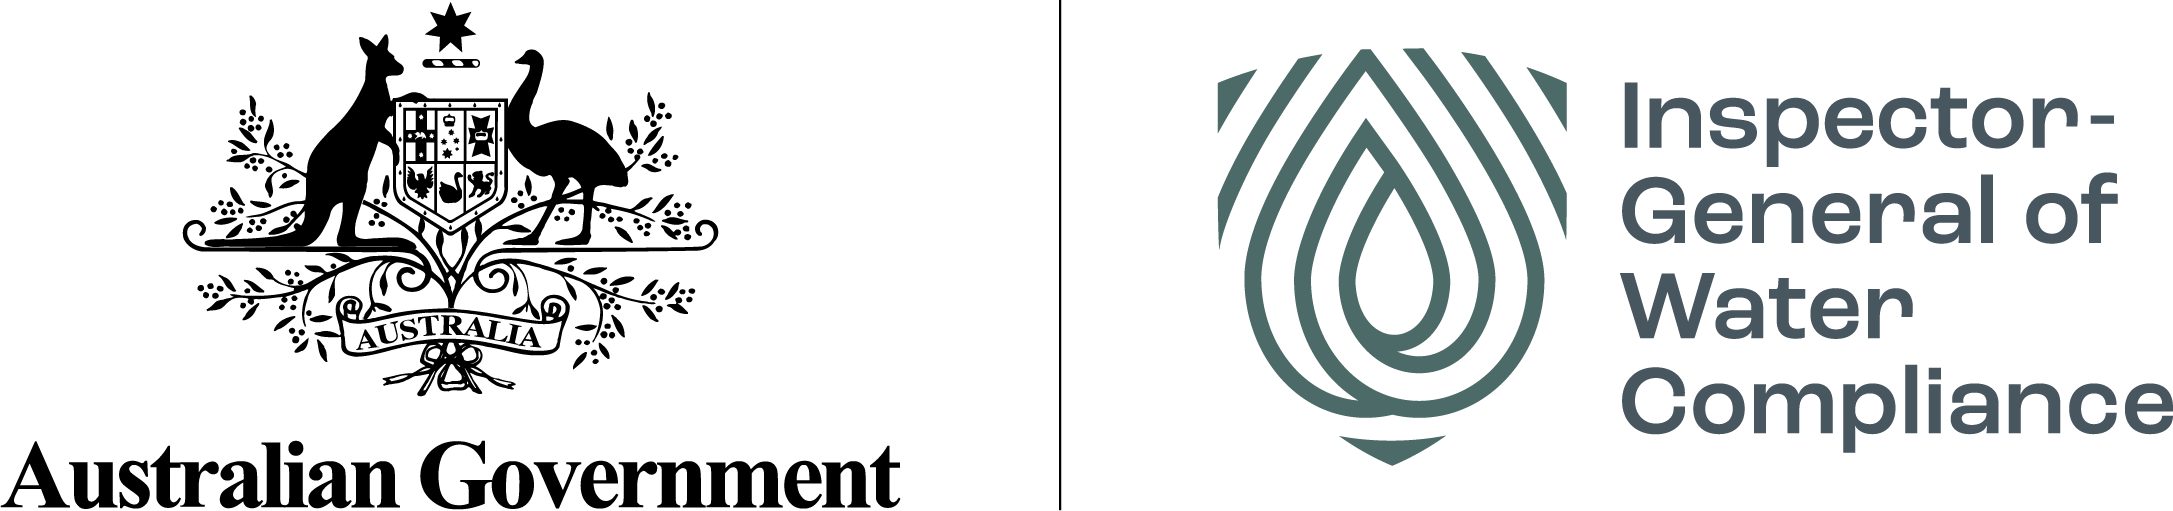 AUSTRALIA
Australian Government
Inspector-
General of
Water
Compliance